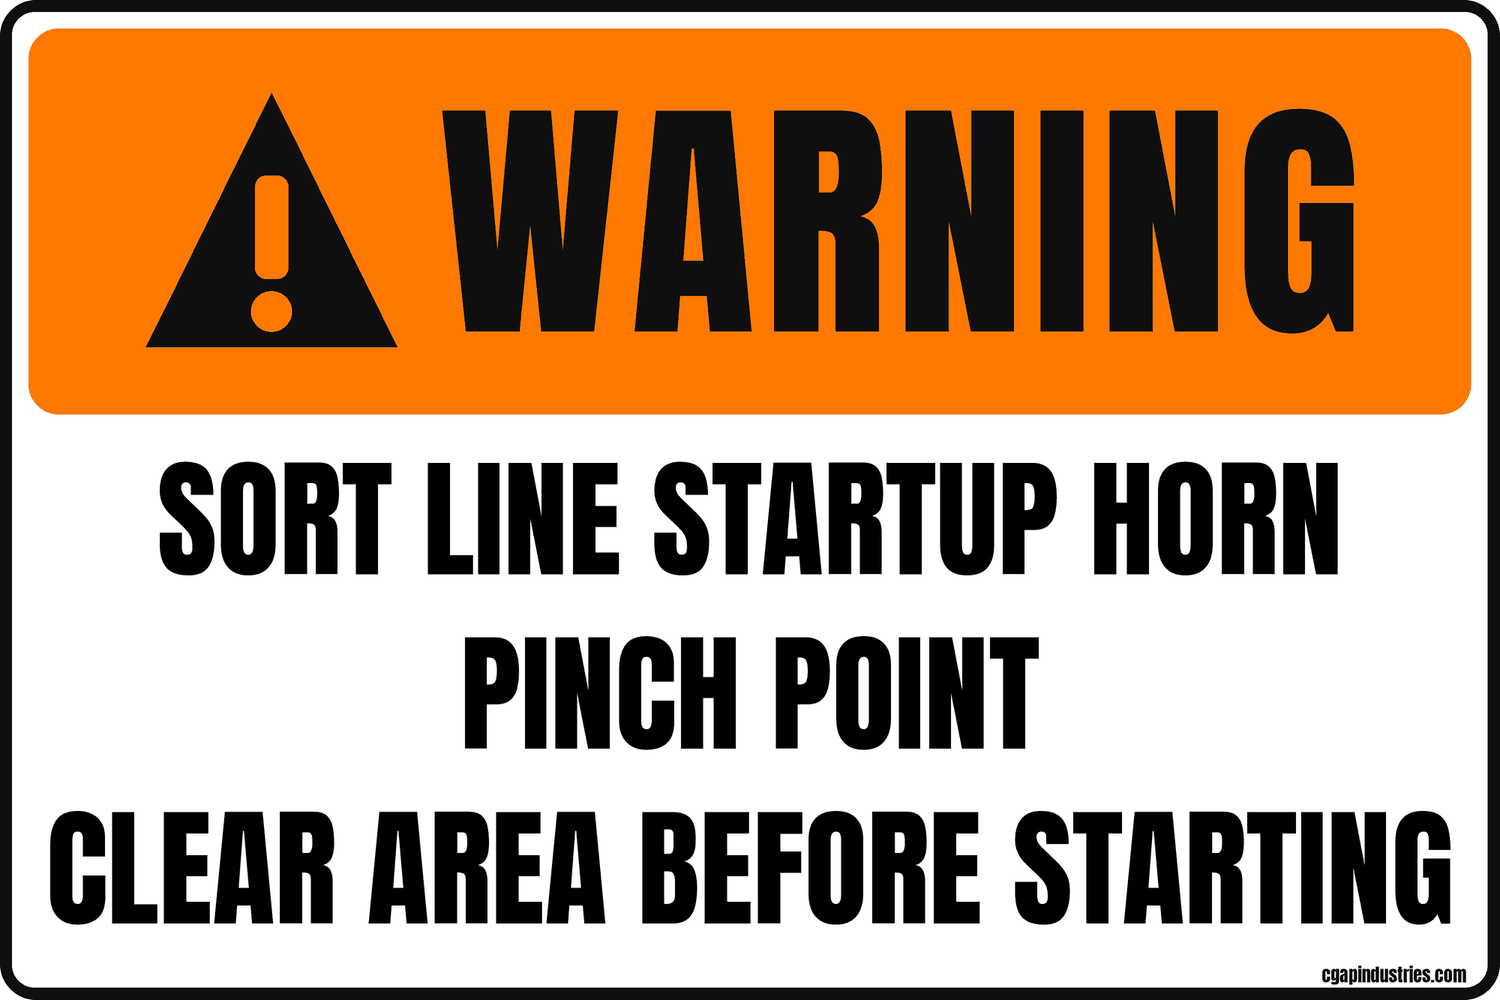 WARNING
SORT LINE STARTUP HORN
PINCH POINT
CLEAR AREA BEFORE STARTING
cgapindustries.com